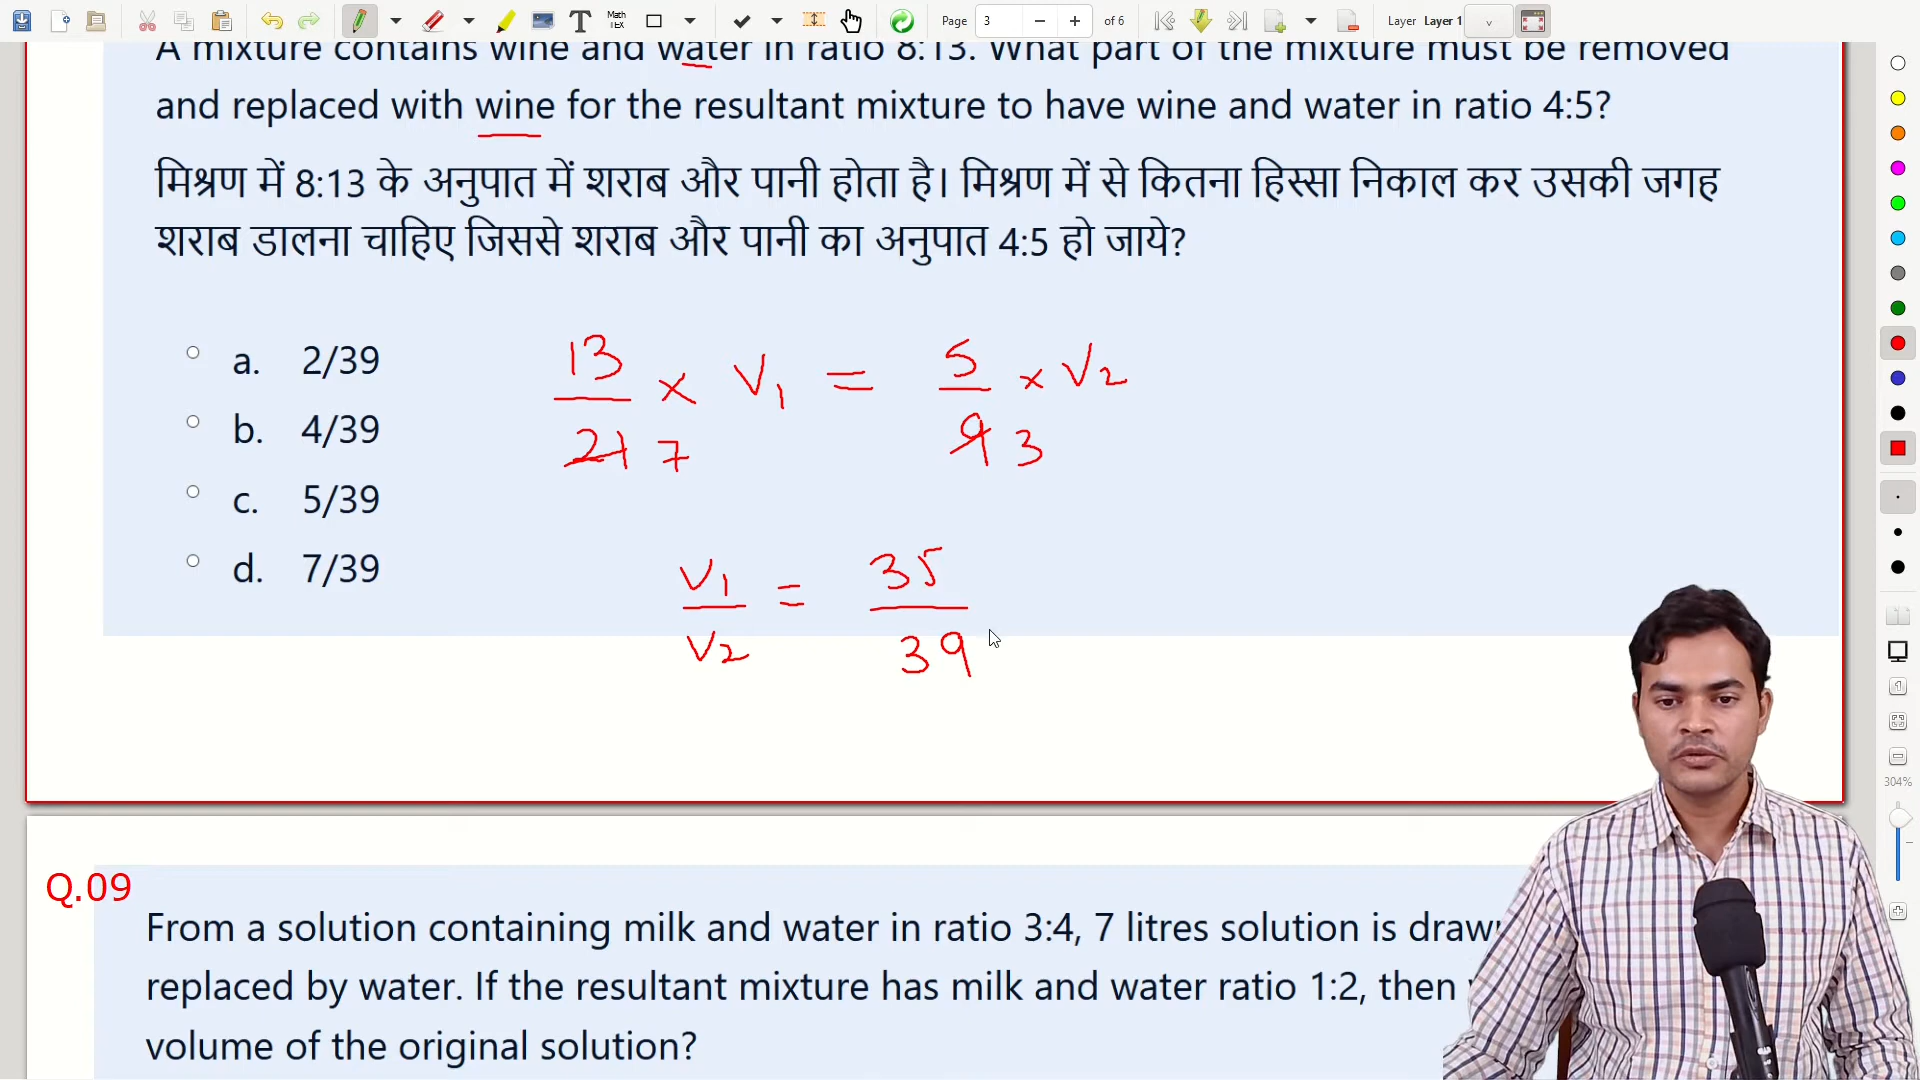 Math TEX
Page 3 of 6 Layer Layer 1
A mixture contains wine and water in ratio 8:13. What part of the mixture must be removed
and replaced with wine for the resultant mixture to have wine and water in ratio 4:5?
मिश्रण में 8:13 के अनुपात में शराब और पानी होता है। मिश्रण में से कितना हिस्सा निकाल कर उसकी जगह
शराब डालना चाहिए जिससे शराब और पानी का अनुपात 4:5 हो जाये?
a. 2/39
b. 4/39
c. 5/39
d. 7/39
13/21 7 × V1 = 5/9 3 × V2
V1/V2 = 35/39
304%
Q.09
From a solution containing milk and water in ratio 3:4, 7 litres solution is
replaced by water. If the resultant mixture has milk and water ratio 1:2, then
volume of the original solution?